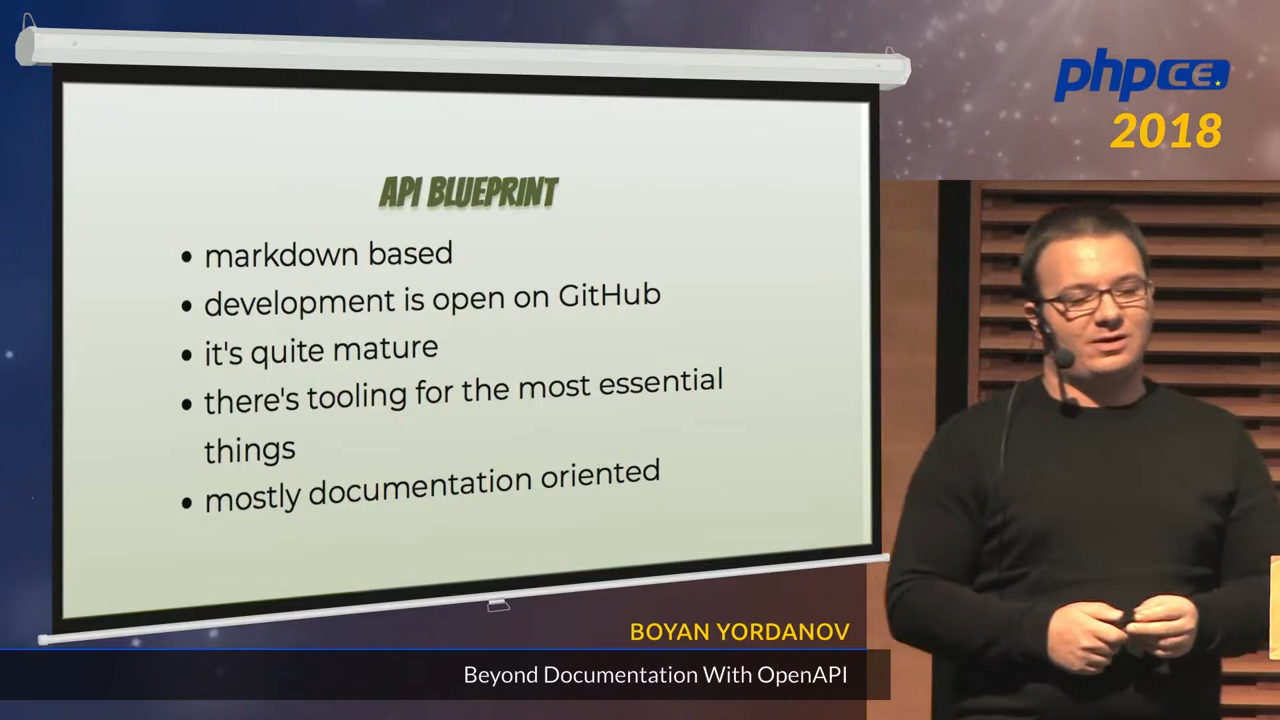 phpce.
2018
API BLUEPRINT
• markdown based
• development is open on GitHub
• it's quite mature
• there's tooling for the most essential
things
• mostly documentation oriented
BOYAN YORDANOV
Beyond Documentation With OpenAPI